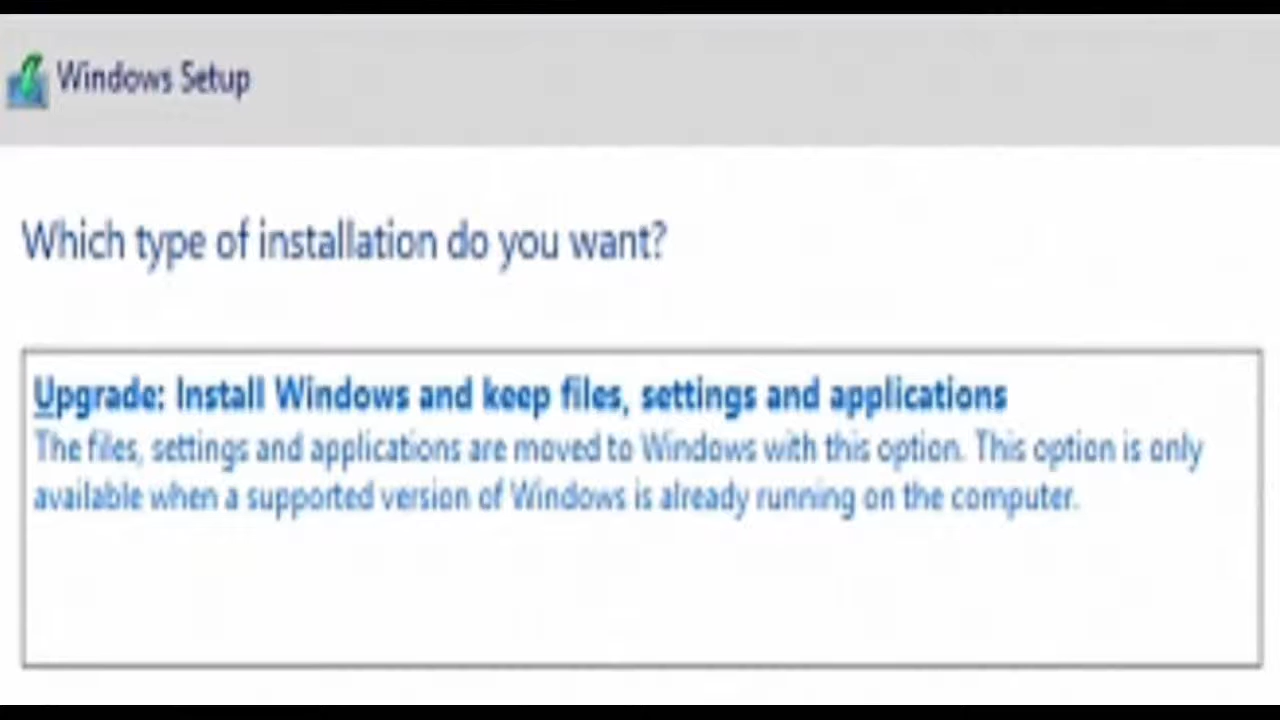 Windows Setup
Which type of installation do you want?
Upgrade: Install Windows and keep files, settings and applications
The files, settings and applications are moved to Windows with this option. This option is only
available when a supported version of Windows is already running on the computer.